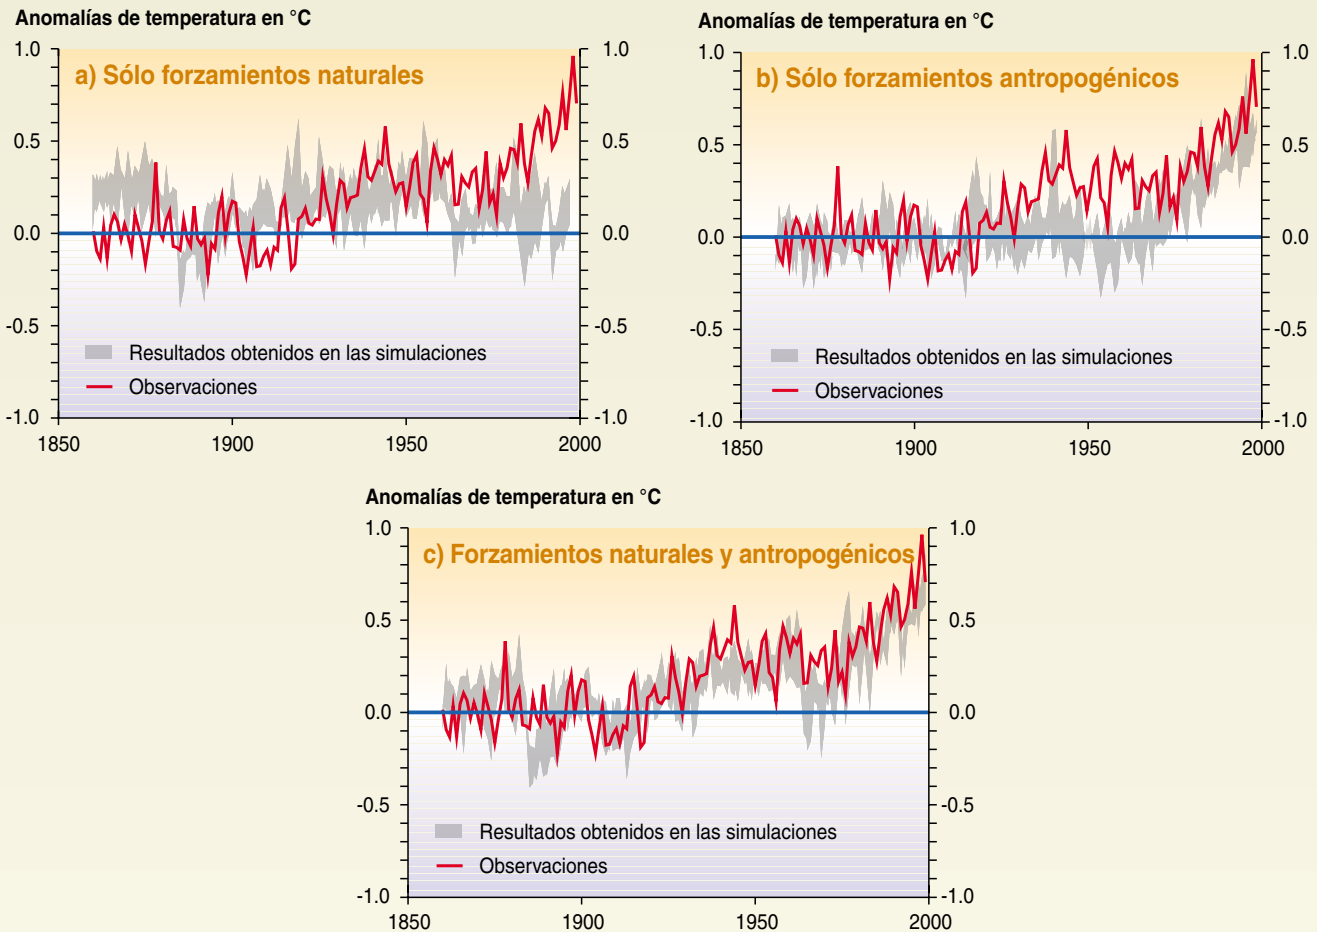 Anomalías de temperatura en °C
a) Sólo forzamientos naturales
1.0 1.0
0.5 0.5
0.0 0.0
-0.5 -0.5
-1.0 -1.0
Resultados obtenidos en las simulaciones
Observaciones
1850 1900 1950 2000
Anomalías de temperatura en °C
b) Sólo forzamientos antropogénicos
1.0 1.0
0.5 0.5
0.0 0.0
-0.5 -0.5
-1.0 -1.0
Resultados obtenidos en las simulaciones
Observaciones
1850 1900 1950 2000
Anomalías de temperatura en °C
c) Forzamientos naturales y antropogénicos
1.0 1.0
0.5 0.5
0.0 0.0
-0.5 -0.5
-1.0 -1.0
Resultados obtenidos en las simulaciones
Observaciones
1850 1900 1950 2000